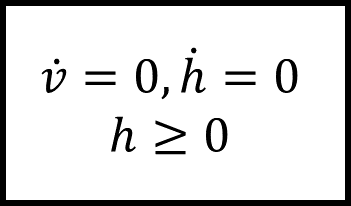 v̇ = 0, ḣ = 0
h ≥ 0